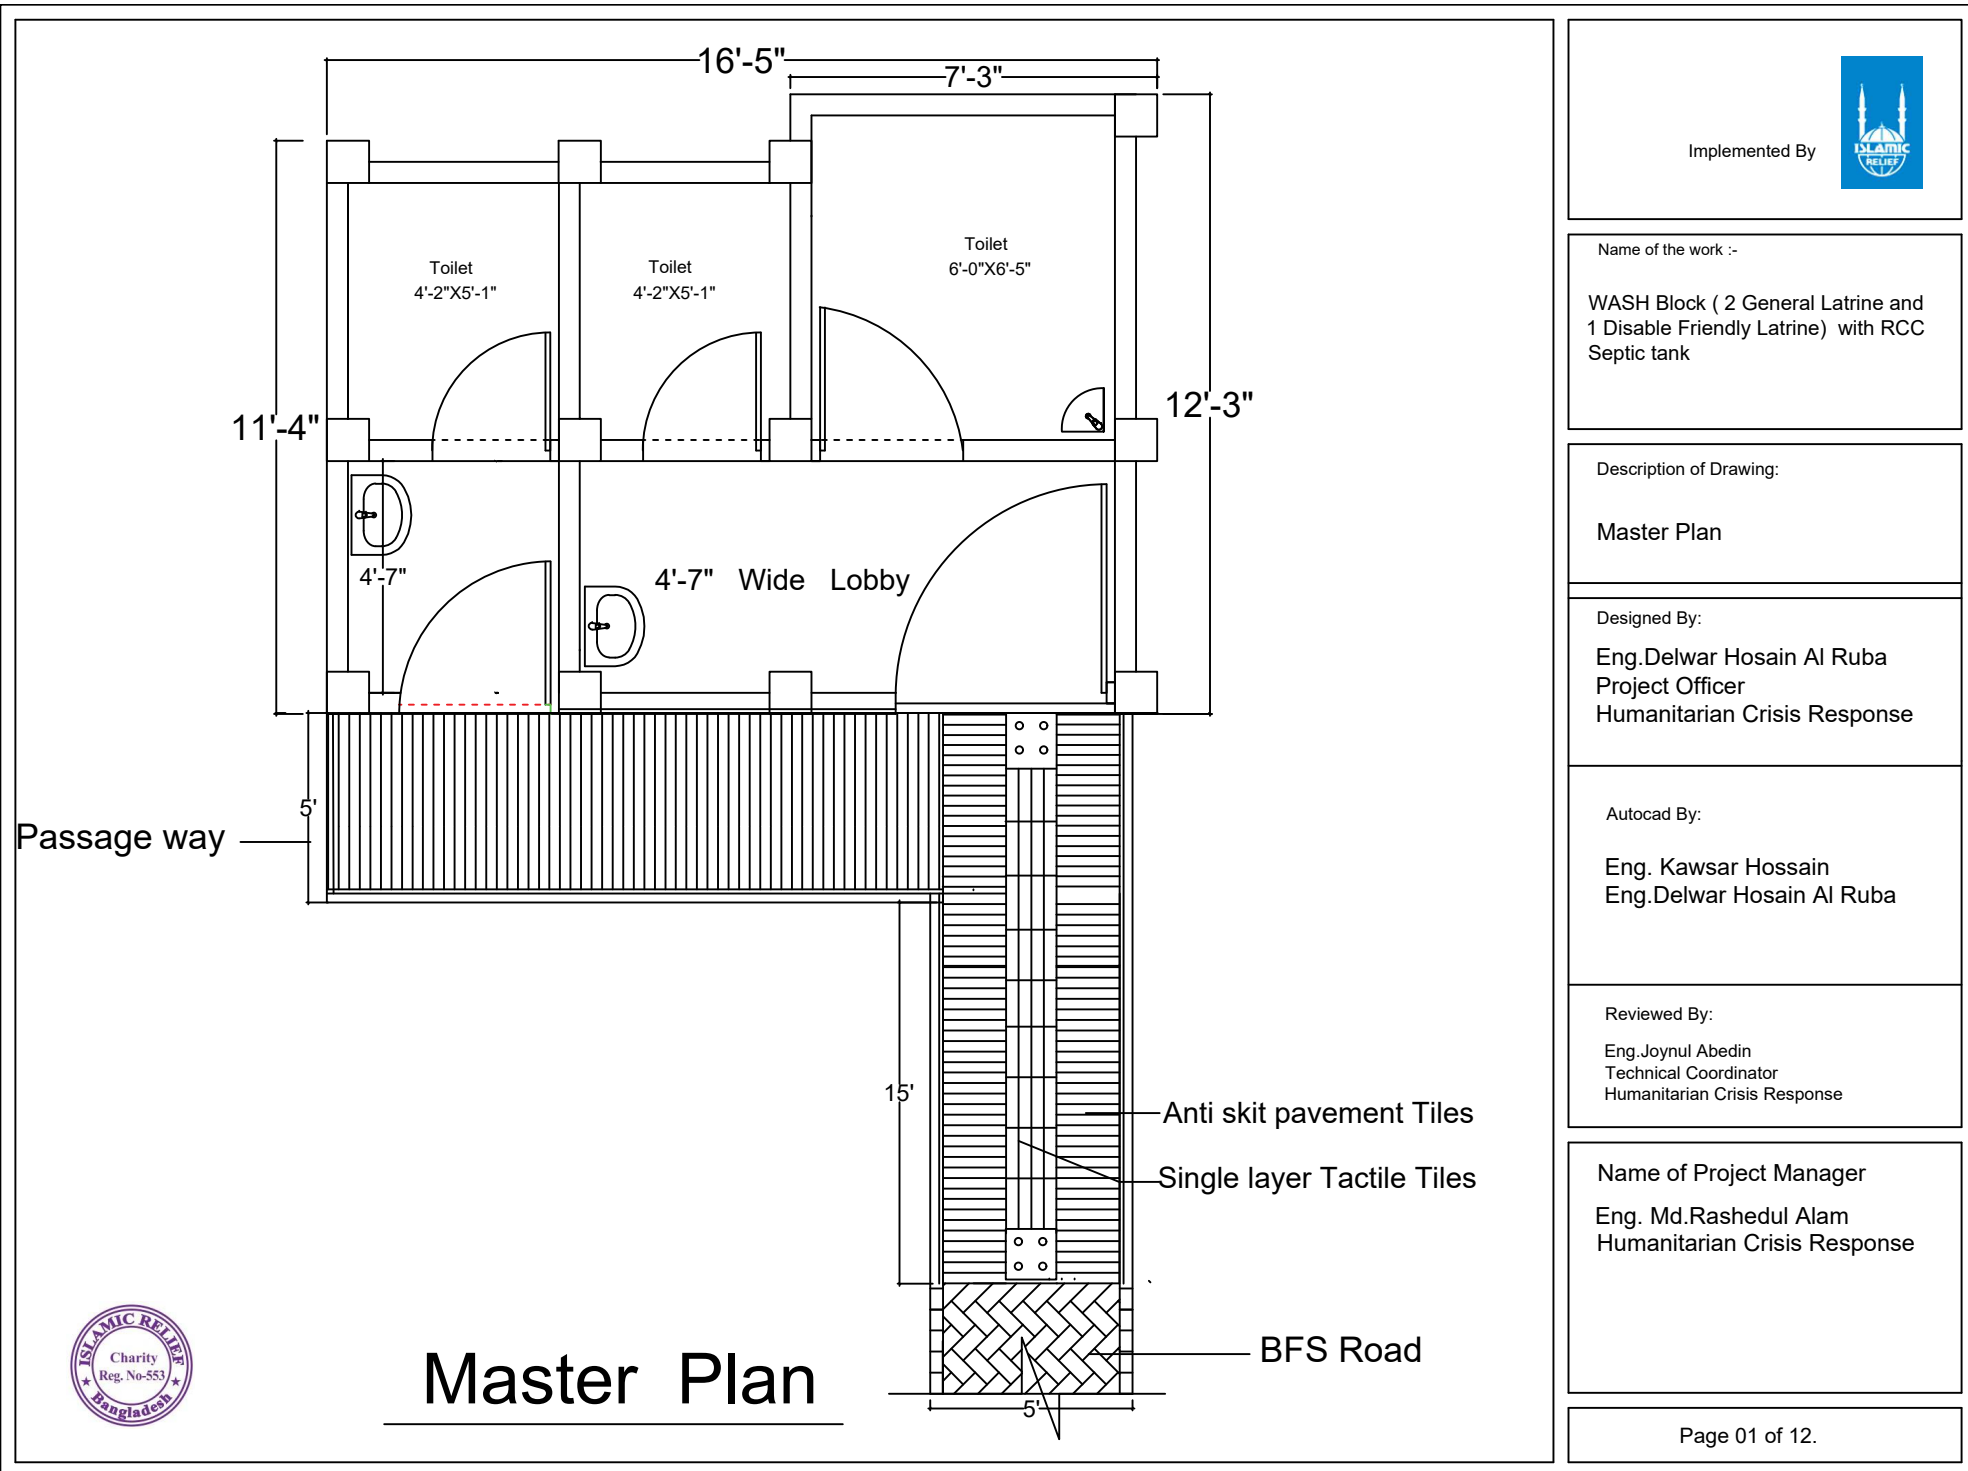 16'-5"
7'-3"
Toilet
6'-0"X6'-5"
Toilet
4'-2"X5'-1"
Toilet
4'-2"X5'-1"
11'-4"
12'-3"
4'-7"
4'-7" Wide Lobby
5'
Passage way
15'
Anti skit pavement Tiles
Single layer Tactile Tiles
BFS Road
5'
Master Plan
ISLAMIC RELIEF
Charity
Reg. No-553
Bangladesh
Implemented By
ISLAMIC
RELIEF
Name of the work :-
WASH Block ( 2 General Latrine and
1 Disable Friendly Latrine) with RCC
Septic tank
Description of Drawing:
Master Plan
Designed By:
Eng.Delwar Hosain Al Ruba
Project Officer
Humanitarian Crisis Response
Autocad By:
Eng. Kawsar Hossain
Eng.Delwar Hosain Al Ruba
Reviewed By:
Eng.Joynul Abedin
Technical Coordinator
Humanitarian Crisis Response
Name of Project Manager
Eng. Md.Rashedul Alam
Humanitarian Crisis Response
Page 01 of 12.